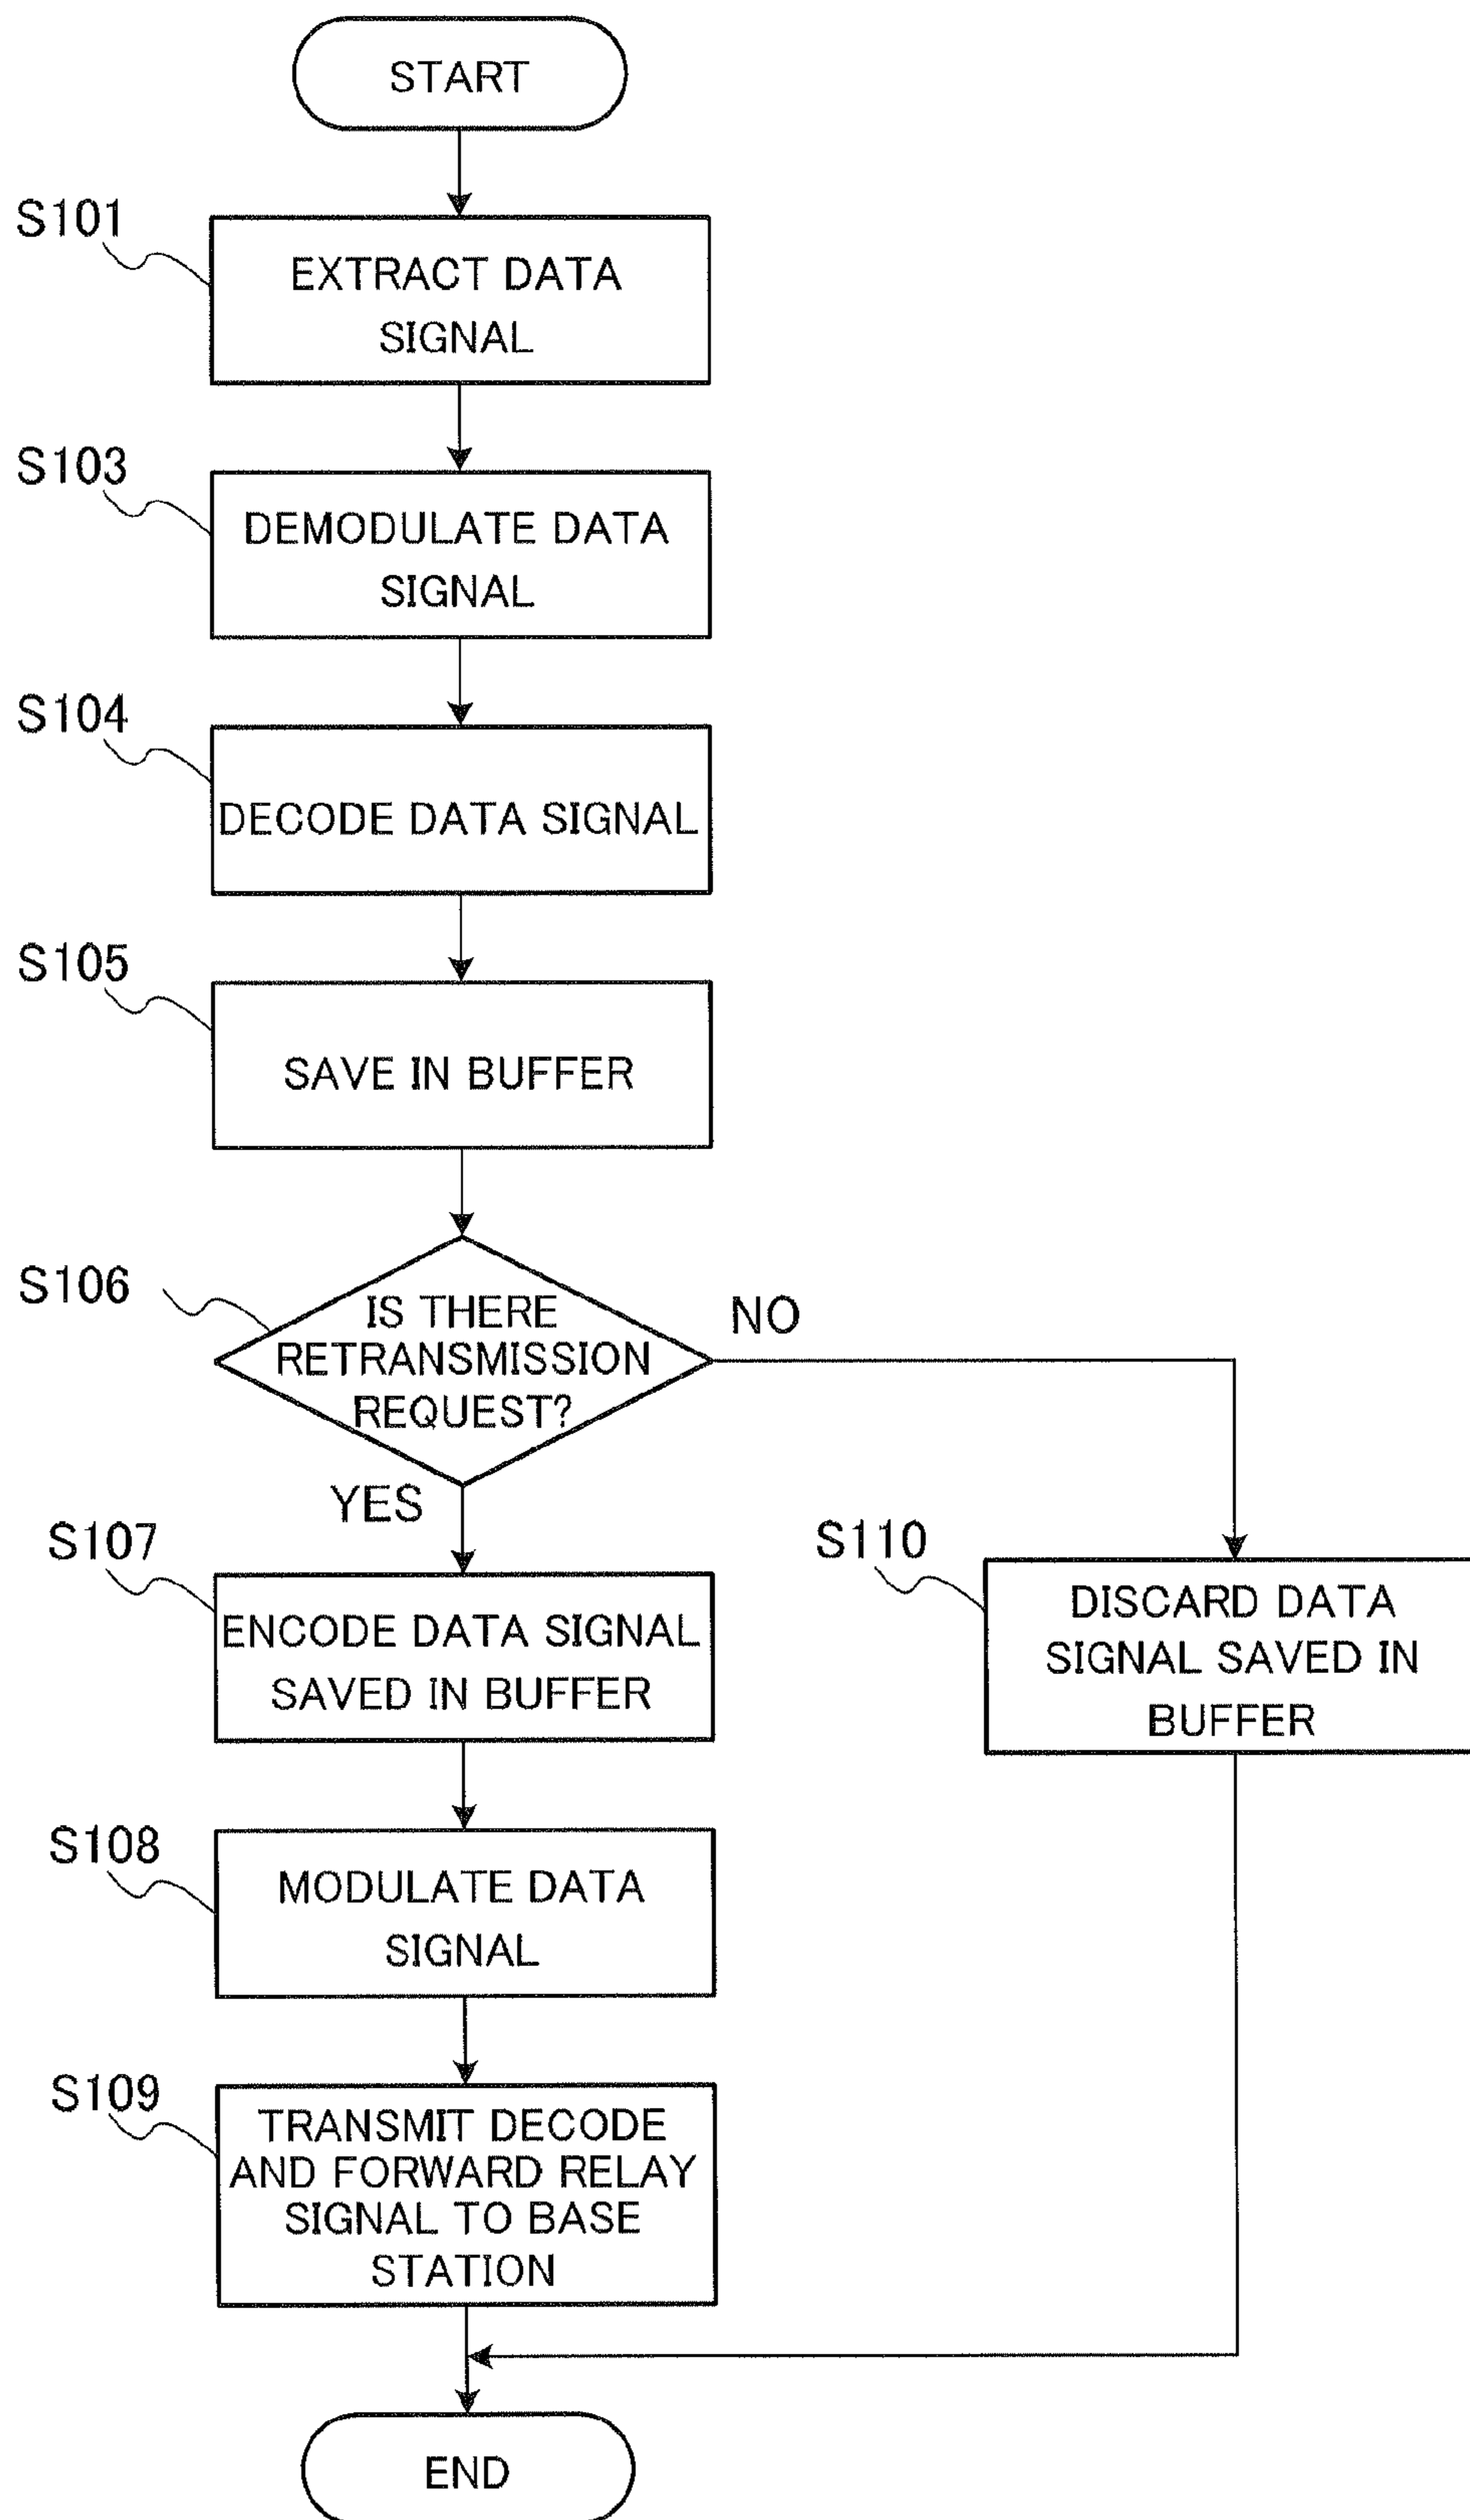 START
S101
EXTRACT DATA
SIGNAL
S103
DEMODULATE DATA
SIGNAL
S104
DECODE DATA SIGNAL
S105
SAVE IN BUFFER
S106
IS THERE
RETRANSMISSION
REQUEST?
NO
YES
S107
ENCODE DATA SIGNAL
SAVED IN BUFFER
S110
DISCARD DATA
SIGNAL SAVED IN
BUFFER
S108
MODULATE DATA
SIGNAL
S109
TRANSMIT DECODE
AND FORWARD RELAY
SIGNAL TO BASE
STATION
END